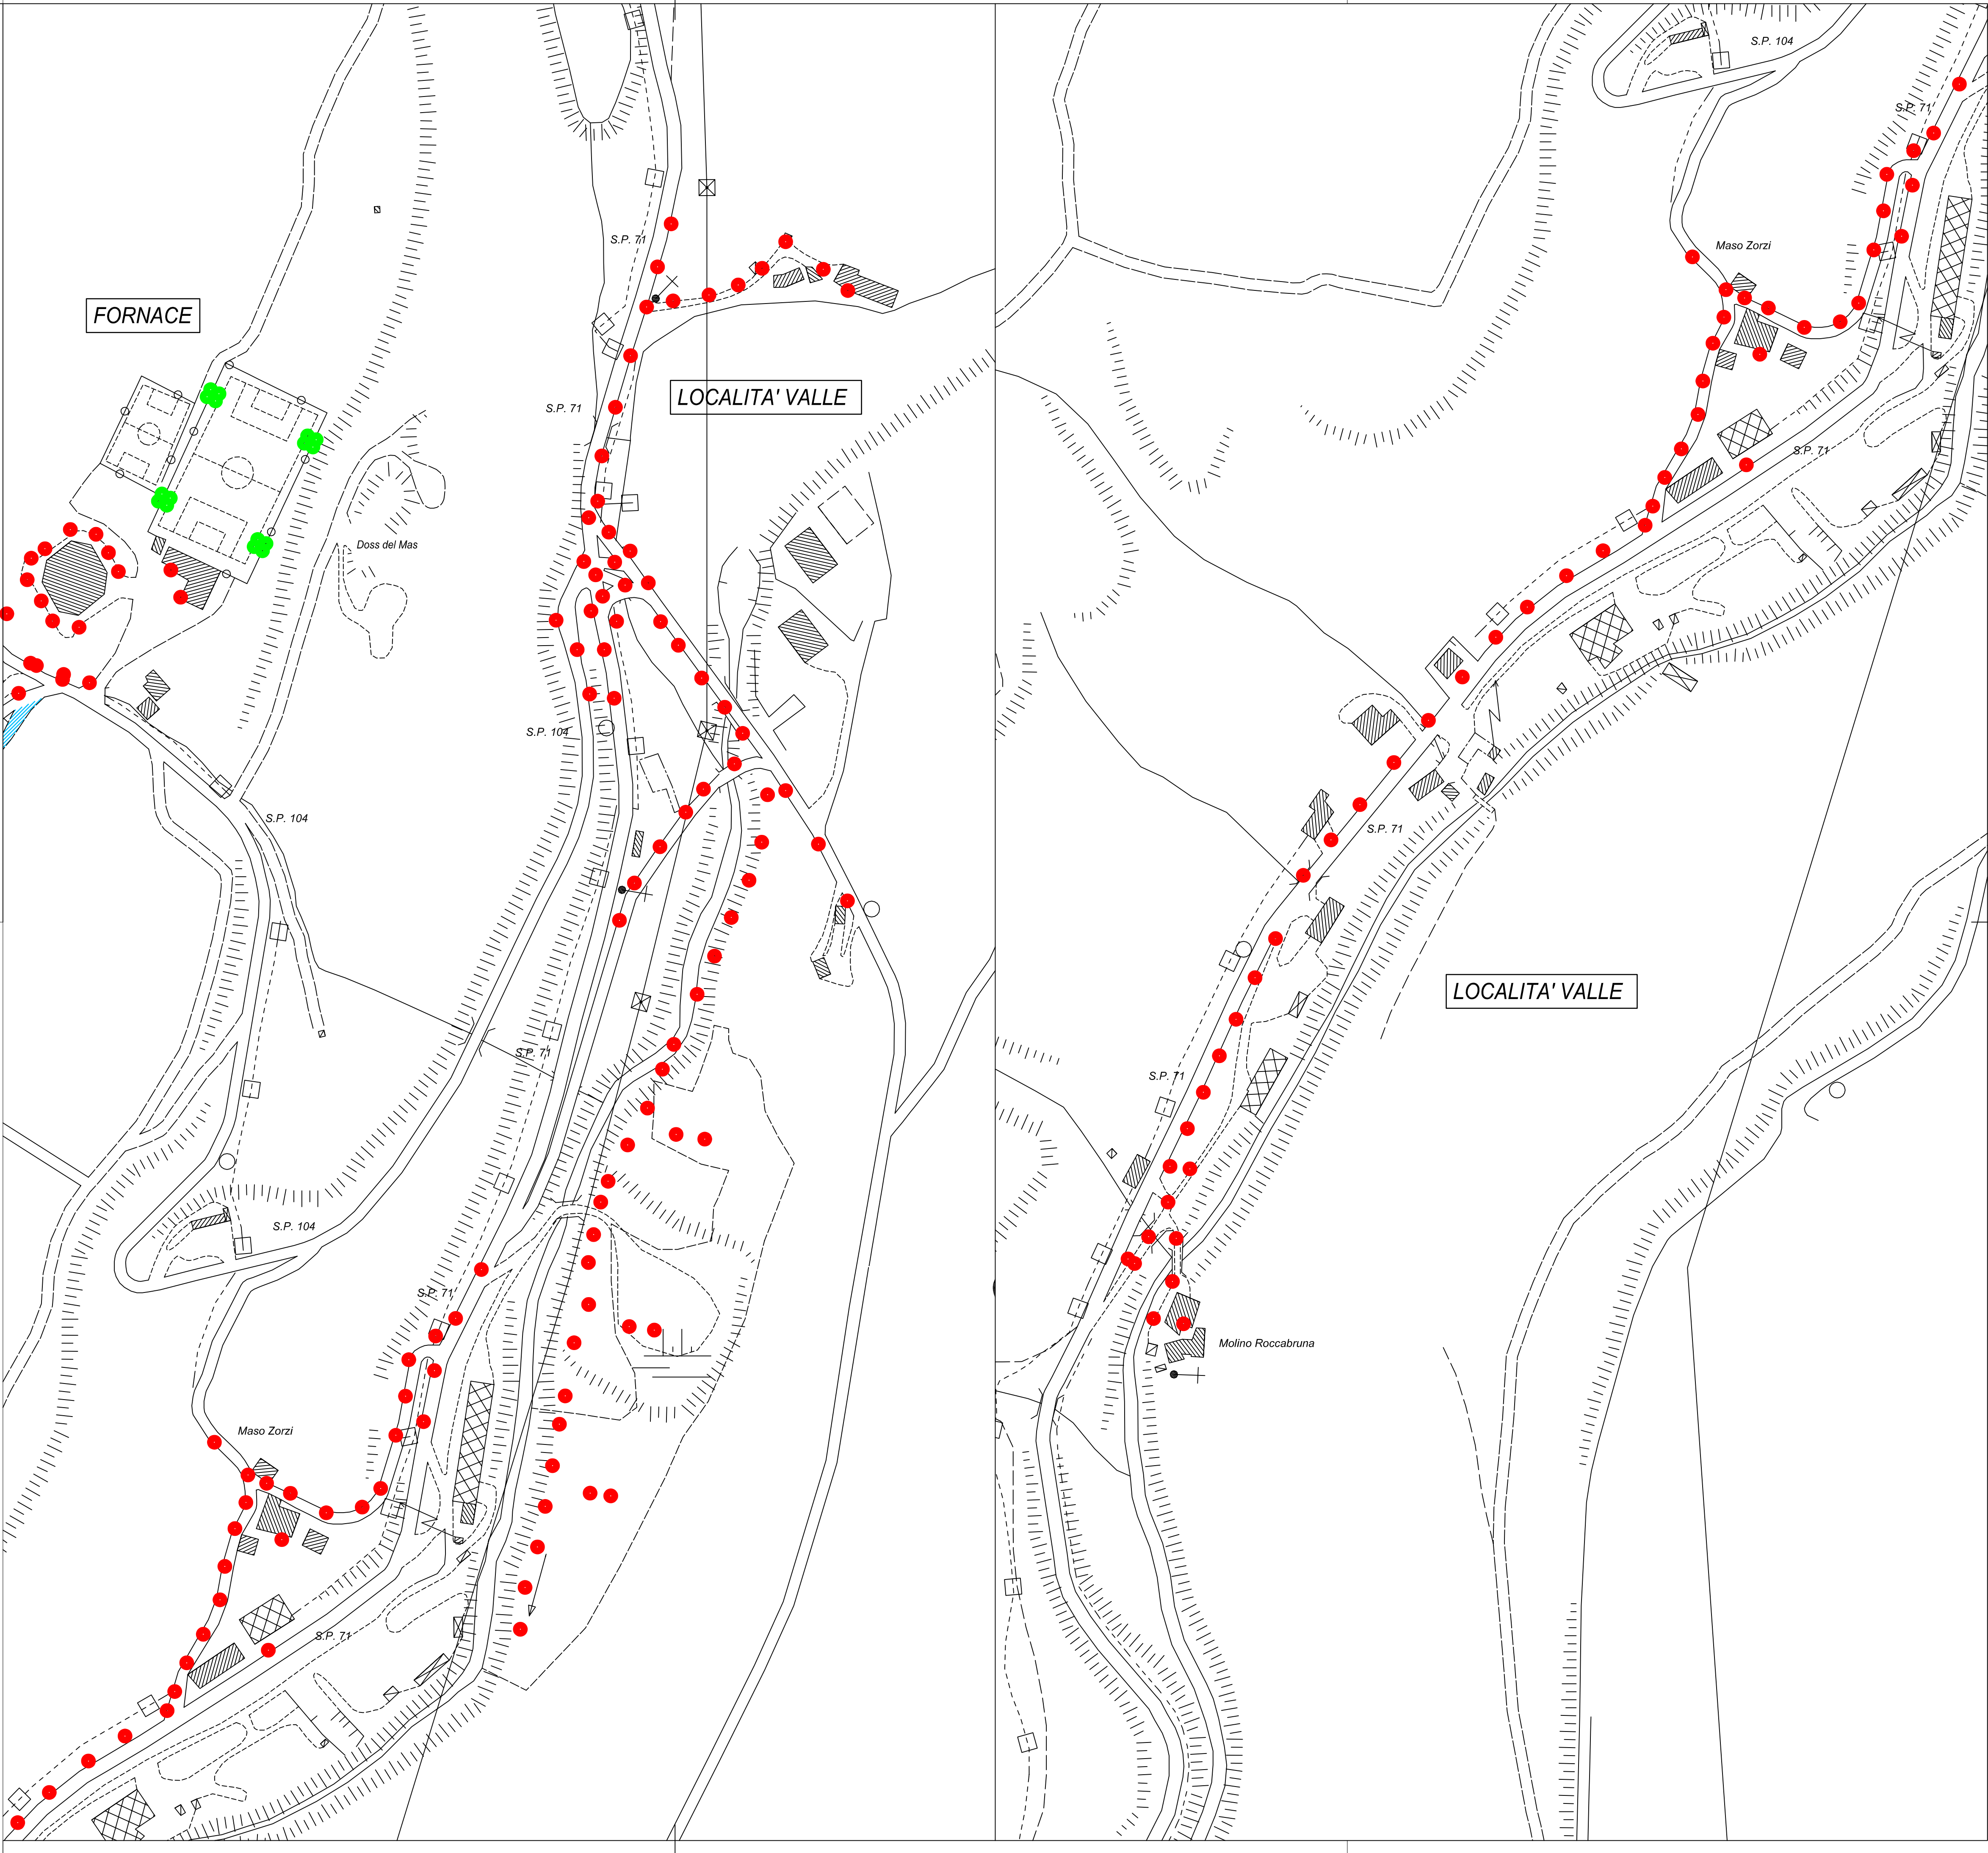 S.P. 71
FORNACE
LOCALITA' VALLE
S.P. 71
Doss del Mas
S.P. 104
S.P. 104
S.P. 71
S.P. 104
S.P. 71
Maso Zorzi
S.P. 71
S.P. 104
S.P. 71
Maso Zorzi
S.P. 71
S.P. 71
LOCALITA' VALLE
S.P. 71
Molino Roccabruna